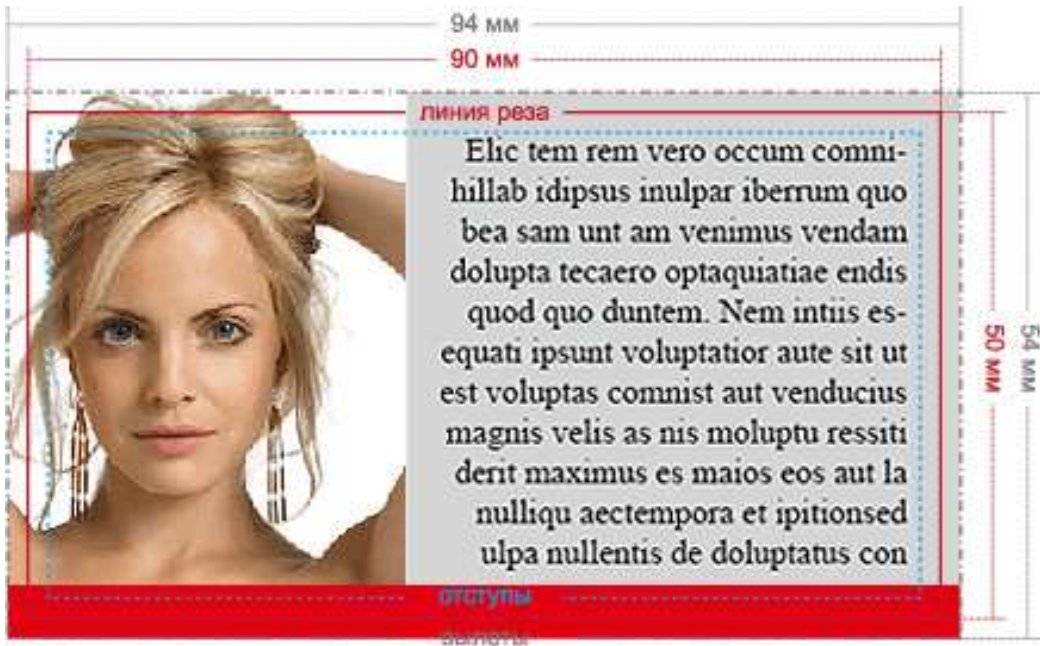 94 мм
90 мм
линия реза
Elic tem rem vero occum comni-
hillab idipsus inulpar iberrum quo
bea sam unt am venimus vendam
dolupta tecaero optaquiatiae endis
quod quo duntem. Nem intiis es-
equati ipsunt voluptatior aute sit ut
est voluptas comnist aut venducius
magnis velis as nis moluptu ressiti
derit maximus es maios eos aut la
nulliqu aectempora et ipitionsed
ulpa nullentis de doluptatus con
50 мм
54 мм
отступы
вылеты